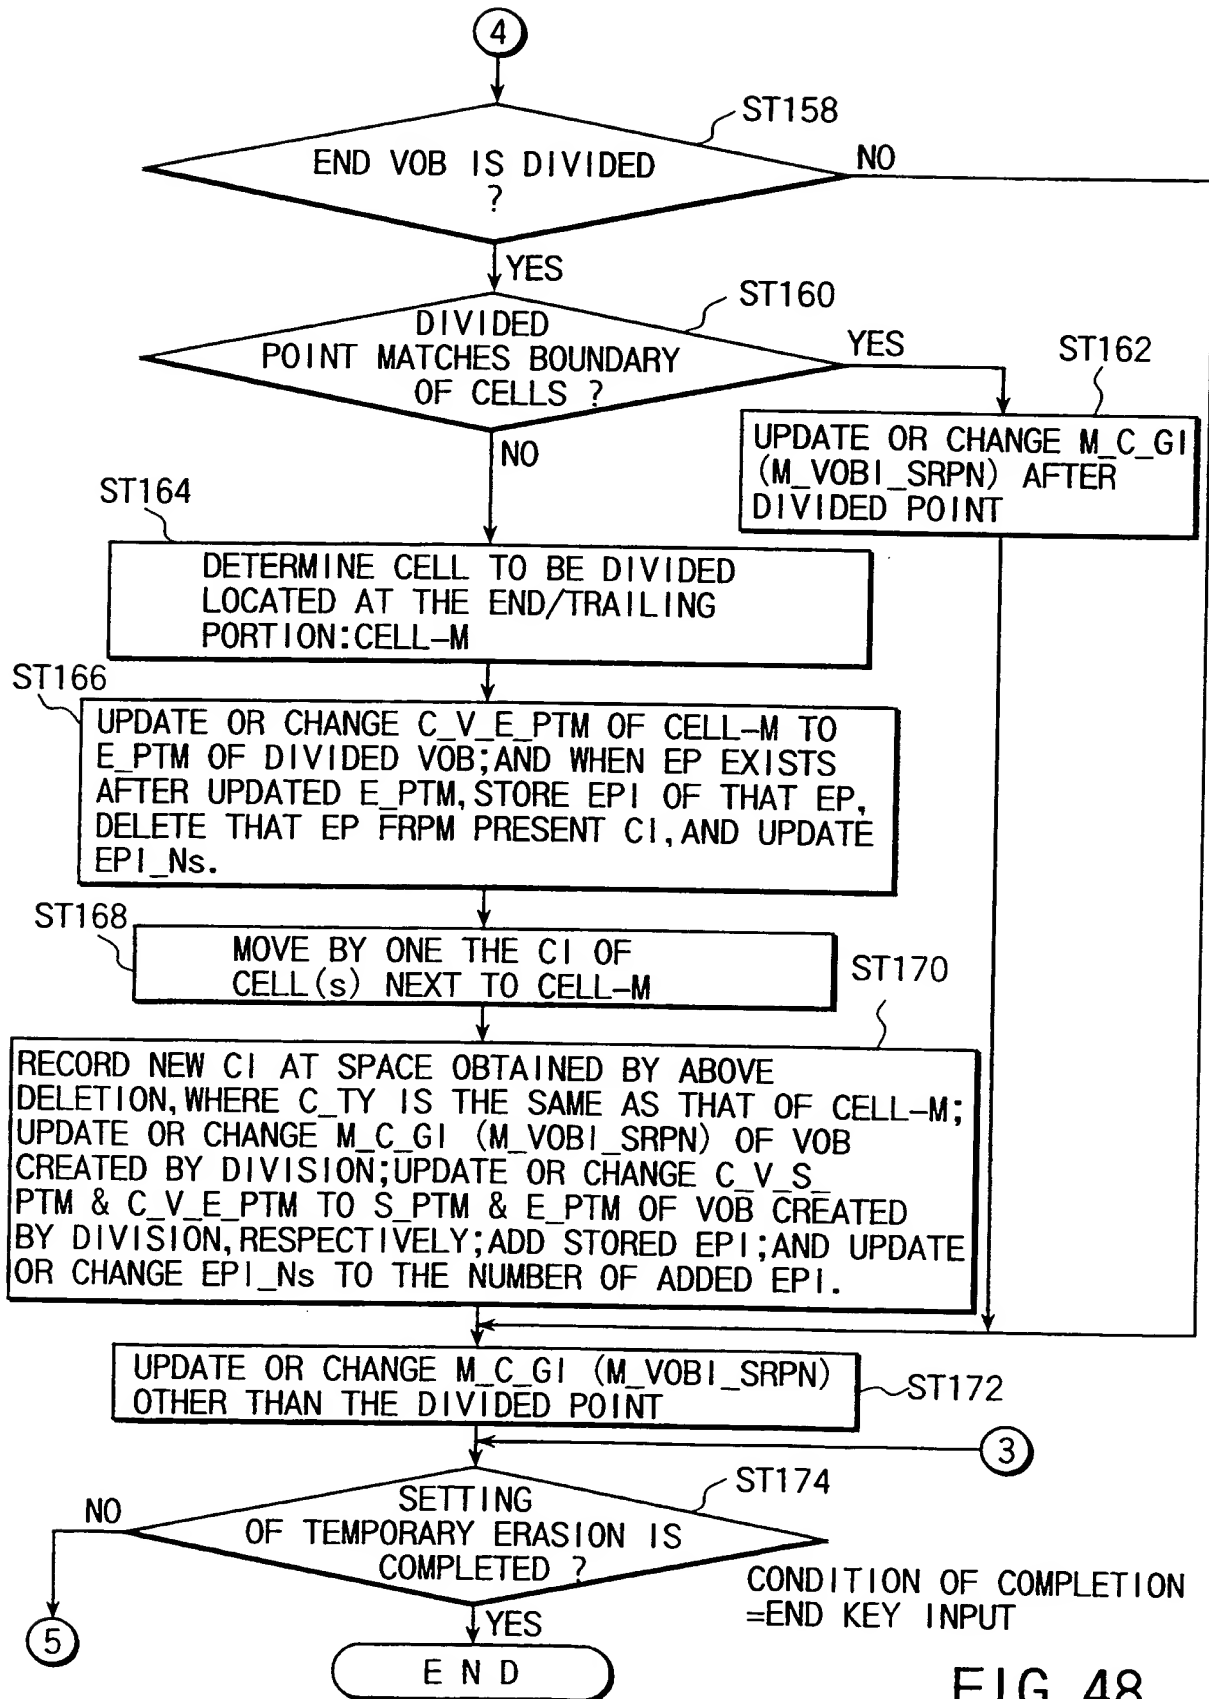 4
ST158
END VOB IS DIVIDED
?
NO
YES
ST160
DIVIDED
POINT MATCHES BOUNDARY
OF CELLS ?
YES
ST162
NO
UPDATE OR CHANGE M_C_GI
(M_VOBI_SRPN) AFTER
DIVIDED POINT
ST164
DETERMINE CELL TO BE DIVIDED
LOCATED AT THE END/TRAILING
PORTION:CELL-M
ST166
UPDATE OR CHANGE C_V_E_PTM OF CELL-M TO
E_PTM OF DIVIDED VOB;AND WHEN EP EXISTS
AFTER UPDATED E_PTM,STORE EPI OF THAT EP,
DELETE THAT EP FRPM PRESENT CI,AND UPDATE
EPI_Ns.
ST168
MOVE BY ONE THE CI OF
CELL(s) NEXT TO CELL-M
ST170
RECORD NEW CI AT SPACE OBTAINED BY ABOVE
DELETION,WHERE C_TY IS THE SAME AS THAT OF CELL-M;
UPDATE OR CHANGE M_C_GI (M_VOBI_SRPN) OF VOB
CREATED BY DIVISION;UPDATE OR CHANGE C_V_S_
PTM & C_V_E_PTM TO S_PTM & E_PTM OF VOB CREATED
BY DIVISION,RESPECTIVELY;ADD STORED EPI;AND UPDATE
OR CHANGE EPI_Ns TO THE NUMBER OF ADDED EPI.
UPDATE OR CHANGE M_C_GI (M_VOBI_SRPN)
OTHER THAN THE DIVIDED POINT
ST172
3
ST174
NO
SETTING
OF TEMPORARY ERASION IS
COMPLETED ?
CONDITION OF COMPLETION
=END KEY INPUT
5
YES
END
FIG. 48